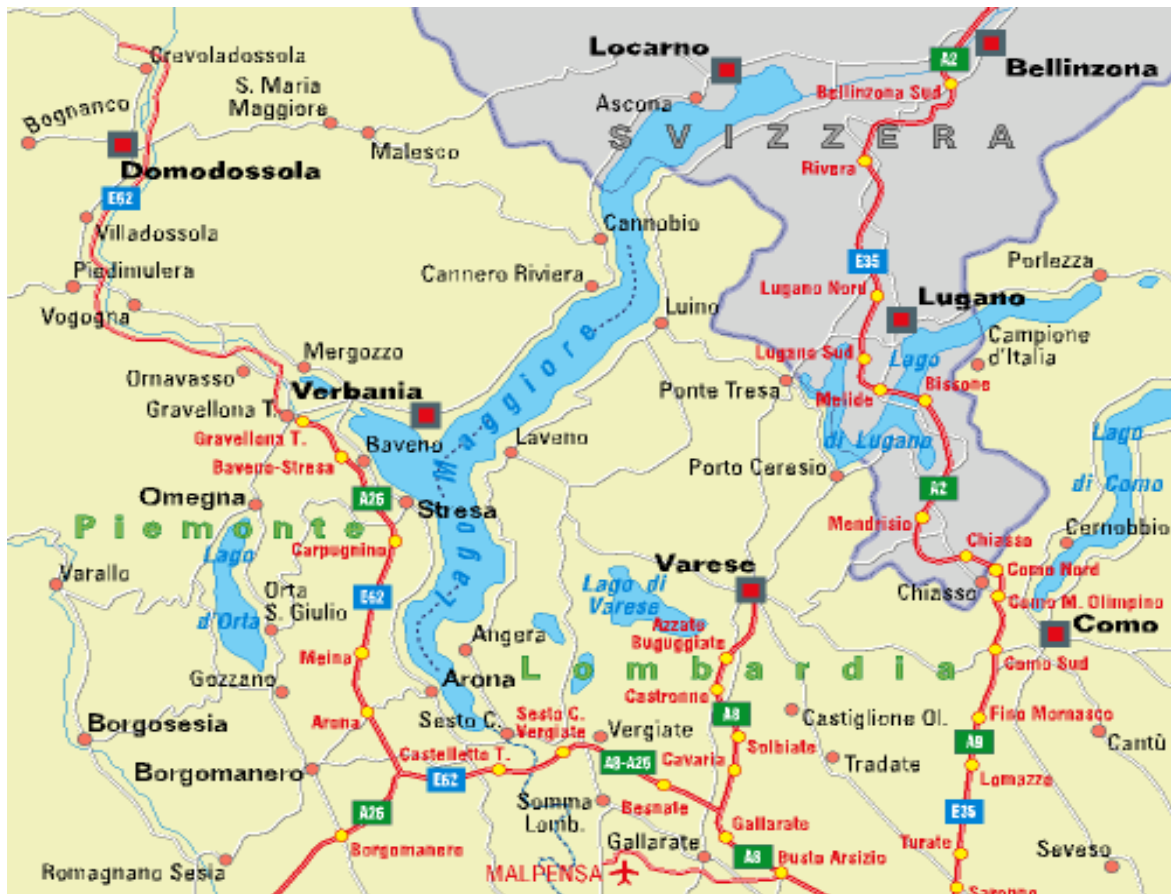 Crevoladossola
Locarno
A2
Bellinzona
S. Maria
Maggiore
Ascona
Bellinzona Sud
Bognanco
Malesco
S V I Z Z E R A
Domodossola
Rivera
E62
Villadossola
Cannobio
Piedimulera
Cannero Riviera
E35
Porlezza
Lugano Nord
Lugano
Vogogna
Luino
Campione
d'Italia
Mergozzo
Lugano Sud
Lago
Ornavasso
Ponte Tresa
Bissone
Verbania
Melide
Gravellona T.
Lago Maggiore
di Lugano
Lago
Gravellona T.
Baveno
Laveno
Baveno-Stresa
Porto Ceresio
di Como
A26
A2
Omegna
Stresa
Piemonte
Mendrisio
Cernobbio
Carpugnino
Chiasso
Lago
Varese
Como Nord
Varallo
Lago di
Varese
Chiasso
Orta
S. Giulio
E62
Como M. Olimpino
d'Orta
Azzate
Buguggiate
Como
Angera
Meina
Lombardia
Como Sud
Gozzano
Arona
Castronno
Arona
Sesto C.
Sesto C.
Vergiate
Vergiate
A8
Castiglione Ol.
Fino Mornasco
Borgosesia
Solbiate
Cantù
Castelletto T.
A8-A26
Cavaria
A9
Borgomanero
E62
Tradate
Lomazzo
Besnate
A26
Somma
Lomb.
E35
Gallarate
Borgomanero
Gallarate
Turate
A8
Busto Arsizio
Seveso
Romagnano Sesia
MALPENSA
Saronno